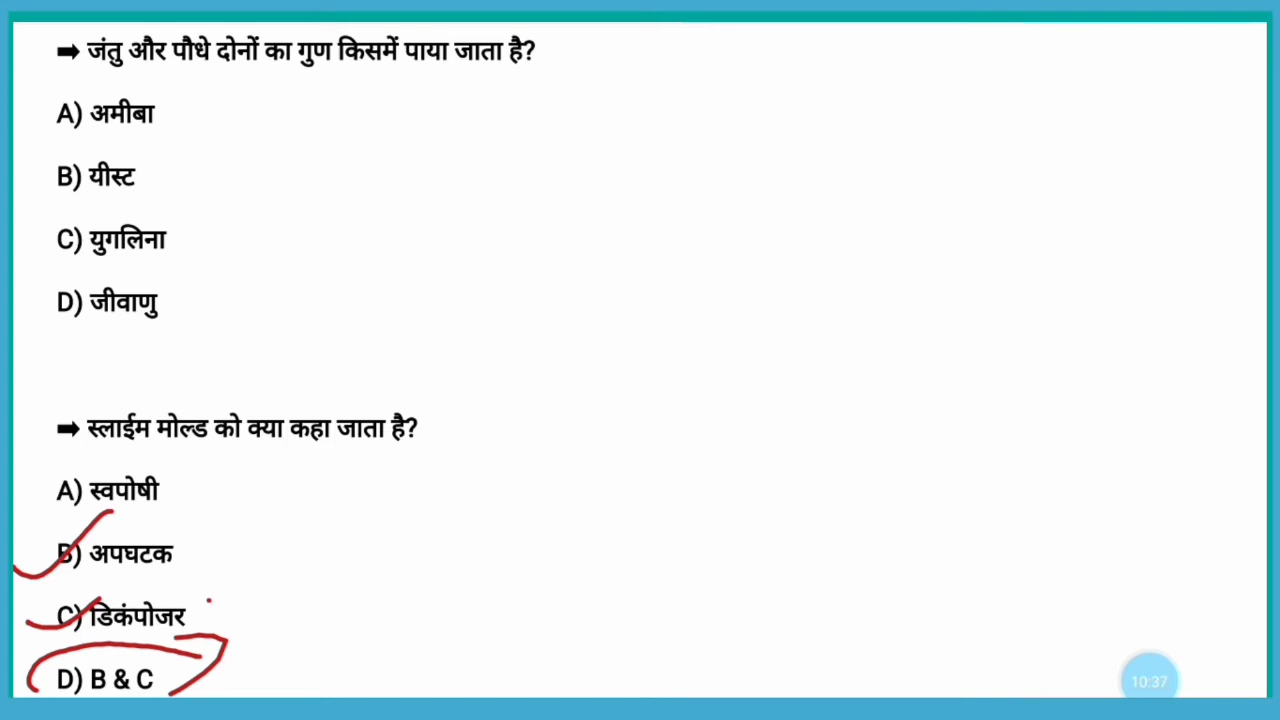 ➡ जंतु और पौधे दोनों का गुण किसमें पाया जाता है?
A) अमीबा
B) यीस्ट
C) युगलिना
D) जीवाणु
➡ स्लाईम मोल्ड को क्या कहा जाता है?
A) स्वपोषी
B) अपघटक
C) डिकंपोजर
D) B & C
10:37